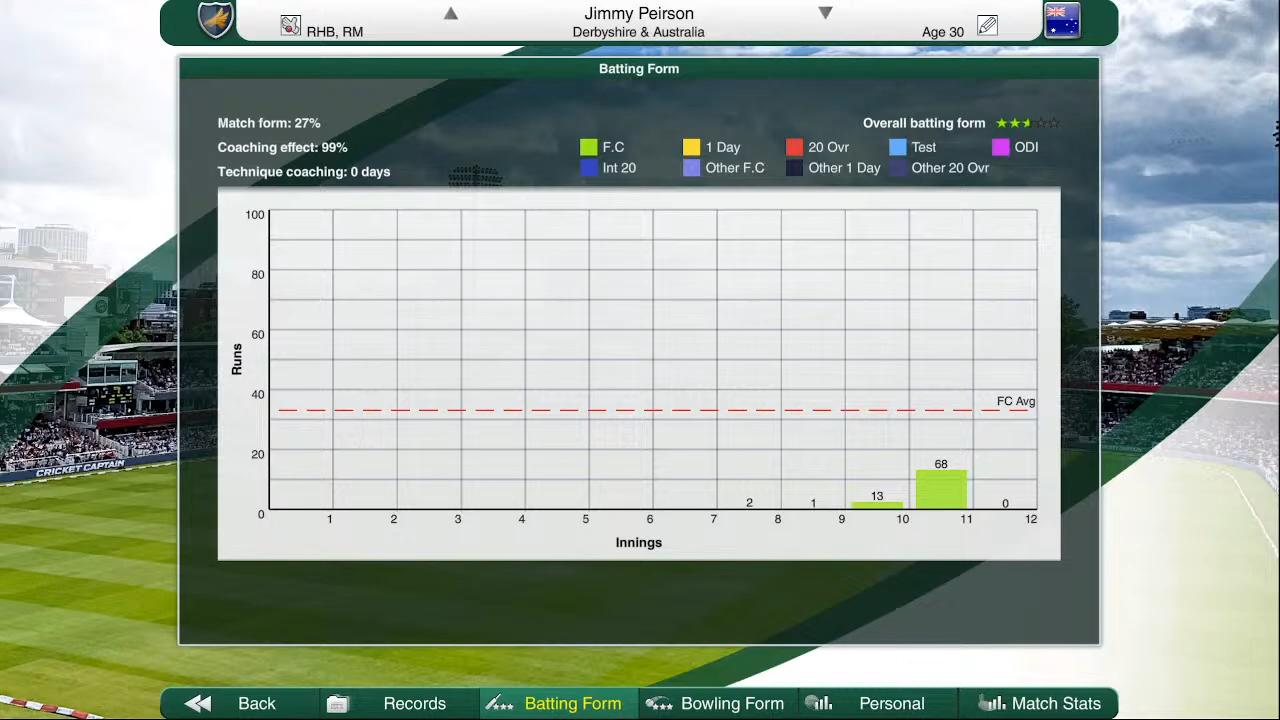 Jimmy Peirson
RHB, RM
Derbyshire & Australia
Age 30
Batting Form
Match form: 27%
Overall batting form
Coaching effect: 99%
F.C
1 Day
20 Ovr
Test
ODI
Technique coaching: 0 days
Int 20
Other F.C
Other 1 Day
Other 20 Ovr
100
80
60
40
20
0
Runs
FC Avg
2
1
13
68
0
1
2
3
4
5
6
7
8
9
10
11
12
Innings
CRICKET CAPTAIN
Back
Records
Batting Form
Bowling Form
Personal
Match Stats